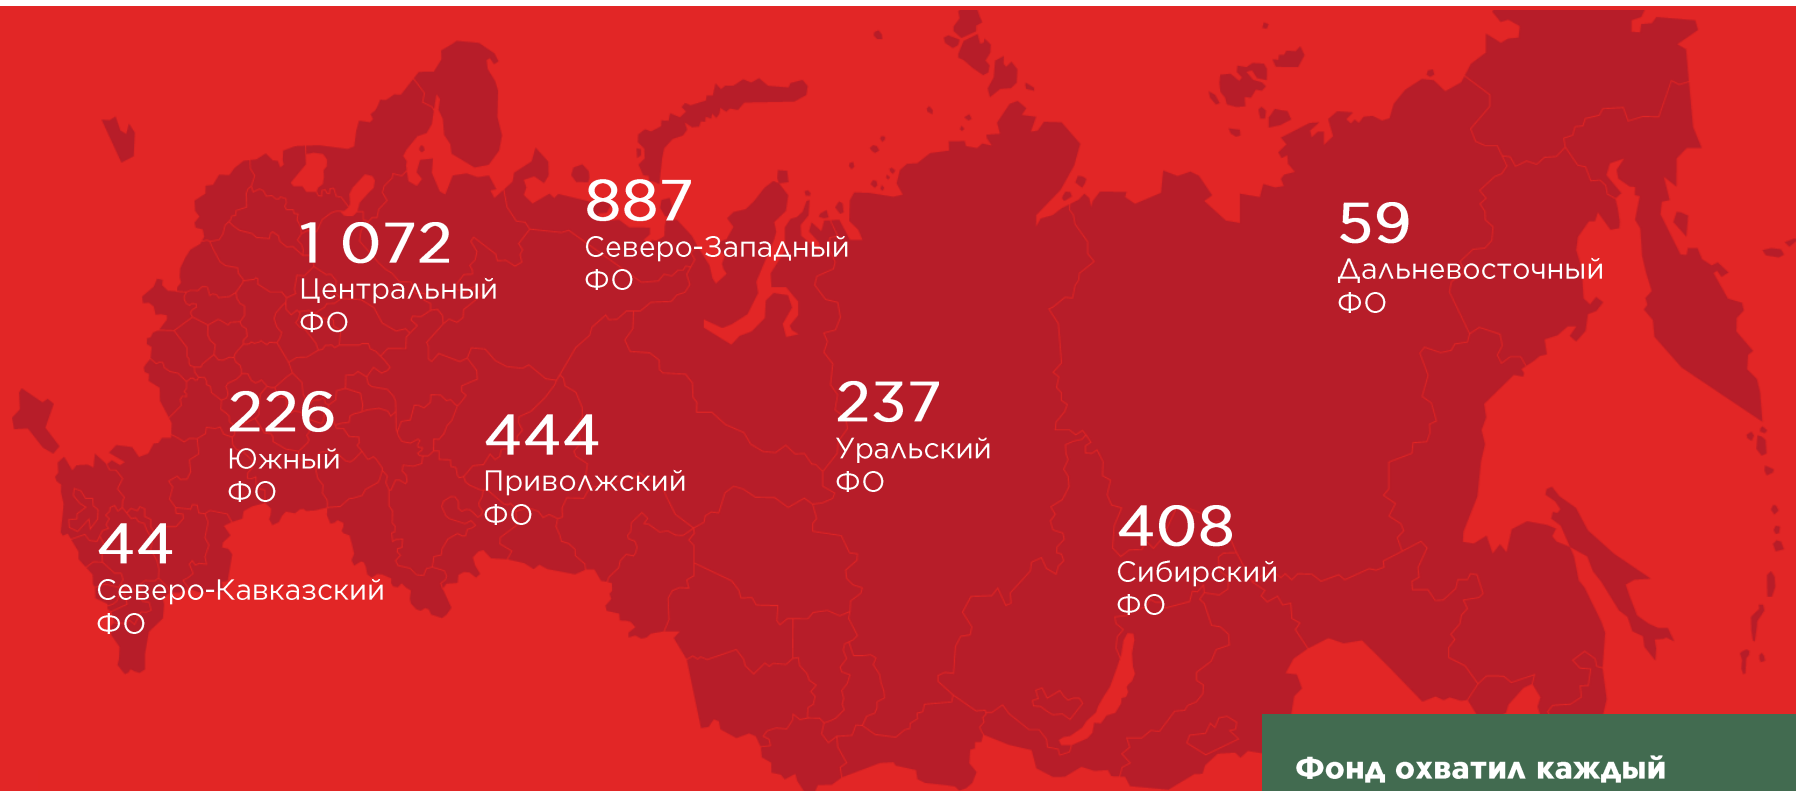 887
Северо-Западный
ФО
59
Дальневосточный
ФО
1 072
Центральный
ФО
237
Уральский
ФО
226
Южный
ФО
444
Приволжский
ФО
408
Сибирский
ФО
44
Северо-Кавказский
ФО
Фонд охватил каждый